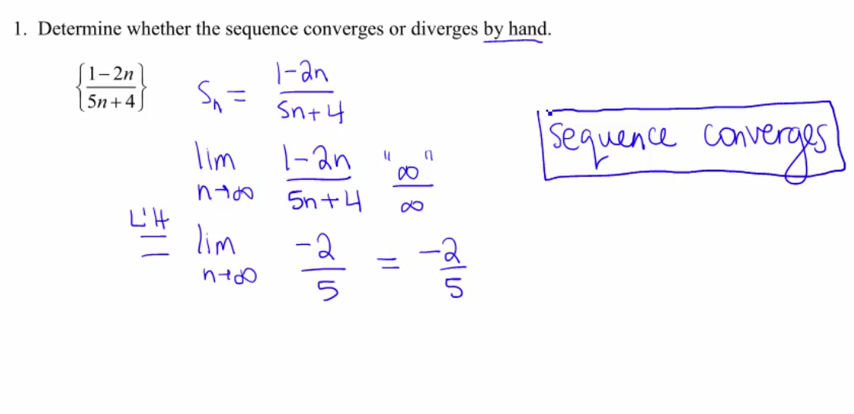 1. Determine whether the sequence converges or diverges by hand.
{(1−2n)/(5n+4)}
Sₙ = (1−2n)/(5n+4)
lim n→∞ (1−2n)/(5n+4) "∞/∞"
L'H = lim n→∞ −2/5 = −2/5
Sequence converges